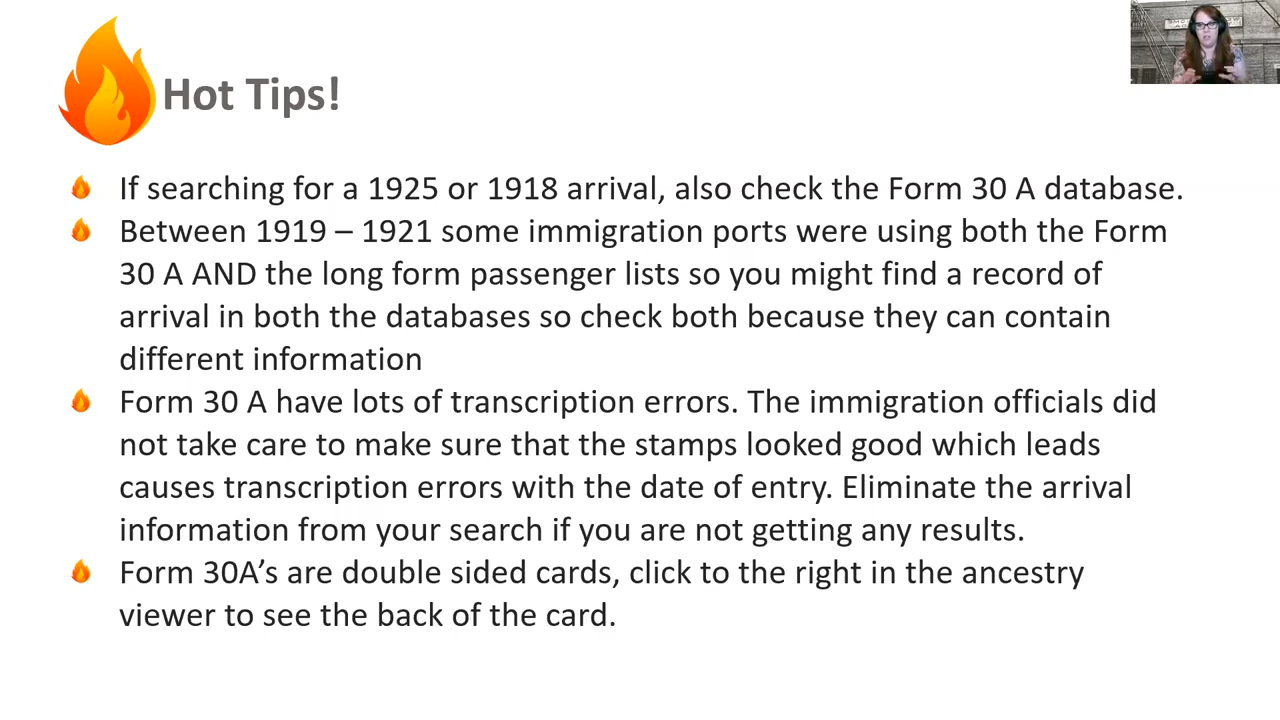 Hot Tips!
If searching for a 1925 or 1918 arrival, also check the Form 30 A database.
Between 1919 – 1921 some immigration ports were using both the Form
30 A AND the long form passenger lists so you might find a record of
arrival in both the databases so check both because they can contain
different information
Form 30 A have lots of transcription errors. The immigration officials did
not take care to make sure that the stamps looked good which leads
causes transcription errors with the date of entry. Eliminate the arrival
information from your search if you are not getting any results.
Form 30A’s are double sided cards, click to the right in the ancestry
viewer to see the back of the card.